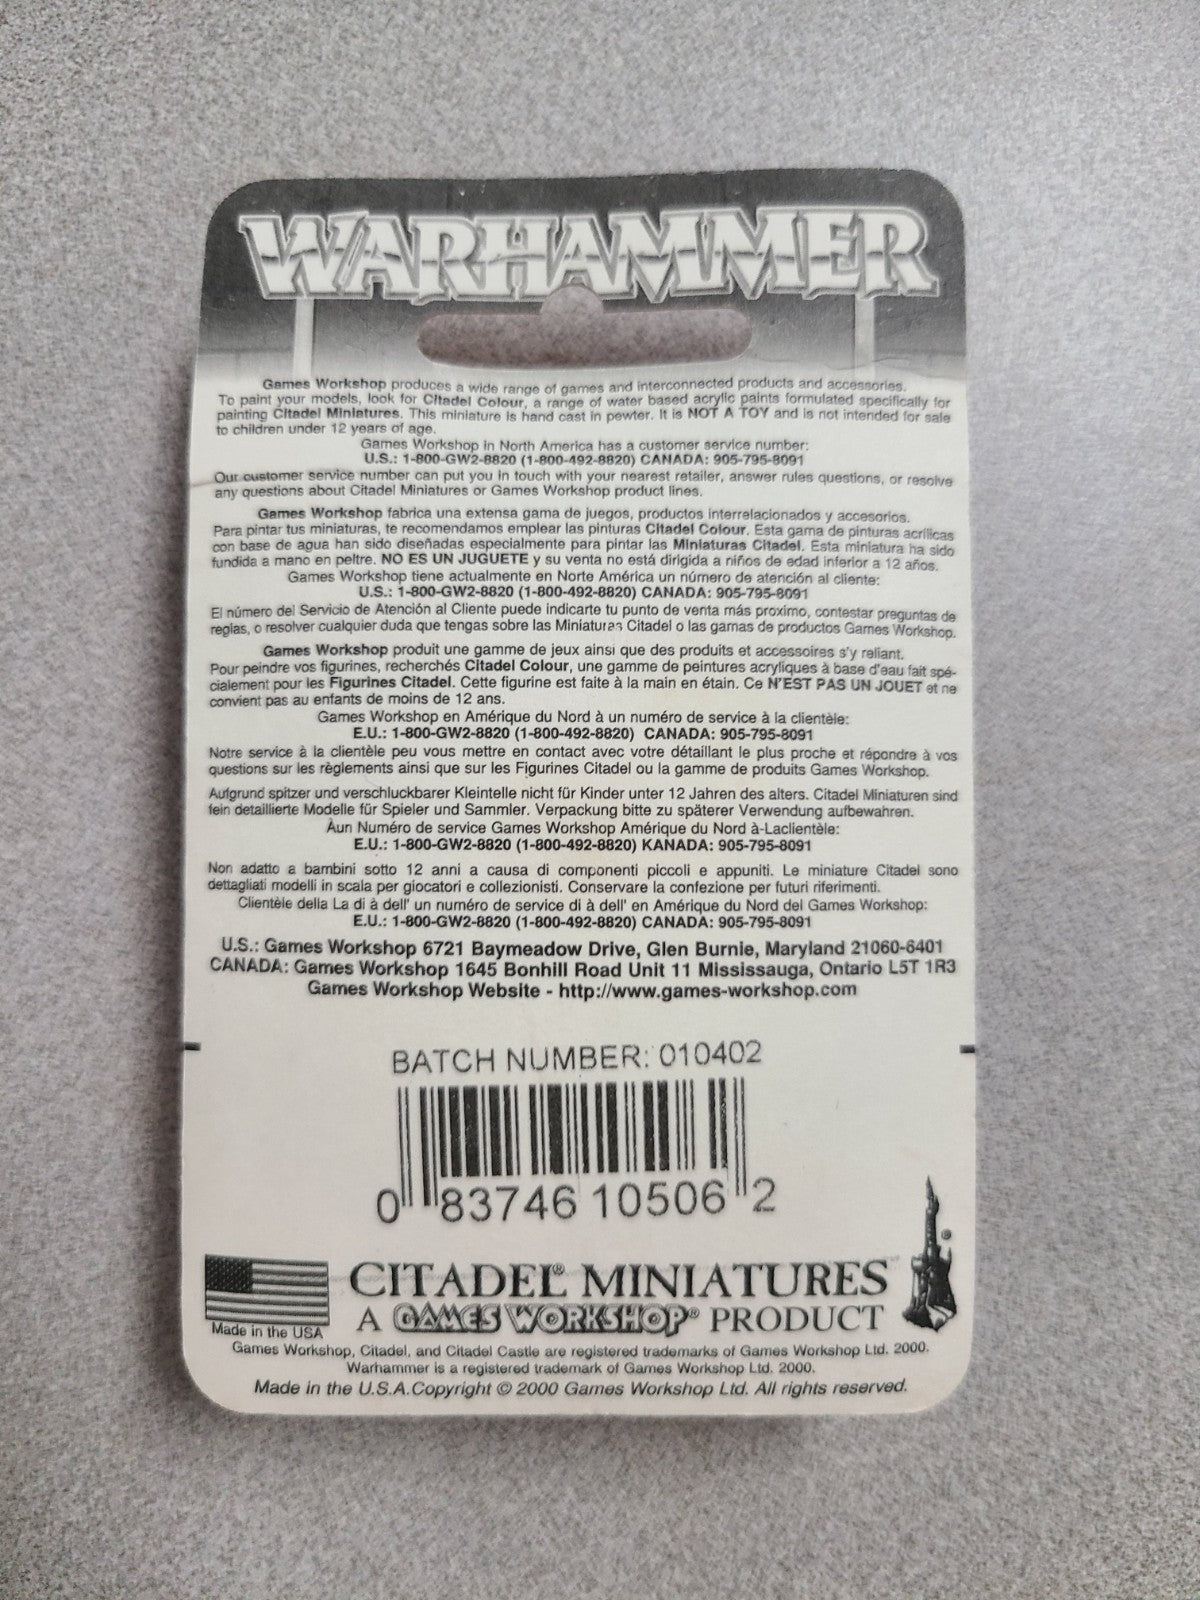 WARHAMMER
Games Workshop produces a wide range of games and interconnected products and accessories.
To paint your models, look for Citadel Colour, a range of water based acrylic paints formulated specifically for
painting Citadel Miniatures. This miniature is hand cast in pewter. It is NOT A TOY and is not intended for sale
to children under 12 years of age.
Games Workshop in North America has a customer service number:
U.S.: 1-800-GW2-8820 (1-800-492-8820) CANADA: 905-795-8091
Our customer service number can put you in touch with your nearest retailer, answer rules questions, or resolve
any questions about Citadel Miniatures or Games Workshop product lines.
Games Workshop fabrica una extensa gama de juegos, productos interrelacionados y accesorios.
Para pintar tus miniaturas, te recomendamos emplear las pinturas Citadel Colour. Esta gama de pinturas acrílicas
con base de agua han sido diseñadas especialmente para pintar las Miniaturas Citadel. Esta miniatura ha sido
fundida a mano en peltre. NO ES UN JUGUETE y su venta no está dirigida a niños de edad inferior a 12 años.
Games Workshop tiene actualmente en Norte América un número de atención al cliente:
U.S.: 1-800-GW2-8820 (1-800-492-8820) CANADA: 905-795-8091
El número del Servicio de Atención al Cliente puede indicarte tu punto de venta más proximo, contestar preguntas de
reglas, o resolver cualquier duda que tengas sobre las Miniaturas Citadel o las gamas de productos Games Workshop.
Games Workshop produit une gamme de jeux ainsi que des produits et accessoires s'y reliant.
Pour peindre vos figurines, recherchés Citadel Colour, une gamme de peintures acryliques à base d'eau fait spé-
cialement pour les Figurines Citadel. Cette figurine est faite à la main en étain. Ce N'EST PAS UN JOUET et ne
convient pas au enfants de moins de 12 ans.
Games Workshop en Amérique du Nord à un numéro de service à la clientèle:
E.U.: 1-800-GW2-8820 (1-800-492-8820) CANADA: 905-795-8091
Notre service à la clientèle peu vous mettre en contact avec votre détaillant le plus proche et répondre à vos
questions sur les règlements ainsi que sur les Figurines Citadel ou la gamme de produits Games Workshop.
Aufgrund spitzer und verschluckbarer Kleintelle nicht für Kinder unter 12 Jahren des alters. Citadel Miniaturen sind
fein detaillierte Modelle für Spieler und Sammler. Verpackung bitte zu späterer Verwendung aufbewahren.
Àun Numéro de service Games Workshop Amérique du Nord à-Laclientèle:
E.U.: 1-800-GW2-8820 (1-800-492-8820) KANADA: 905-795-8091
Non adatto a bambini sotto 12 anni a causa di componenti piccoli e appuniti. Le miniature Citadel sono
dettagliati modelli in scala per giocatori e collezionisti. Conservare la confezione per futuri riferimenti.
Clientèle della La di à dell' un numéro de service di à dell' en Amérique du Nord del Games Workshop:
E.U.: 1-800-GW2-8820 (1-800-492-8820) CANADA: 905-795-8091
U.S.: Games Workshop 6721 Baymeadow Drive, Glen Burnie, Maryland 21060-6401
CANADA: Games Workshop 1645 Bonhill Road Unit 11 Mississauga, Ontario L5T 1R3
Games Workshop Website - http://www.games-workshop.com
BATCH NUMBER: 010402
0 83746 10506 2
CITADEL® MINIATURES™
A GAMES WORKSHOP® PRODUCT
®
Made in the USA
Games Workshop, Citadel, and Citadel Castle are registered trademarks of Games Workshop Ltd. 2000.
Warhammer is a registered trademark of Games Workshop Ltd. 2000.
Made in the U.S.A.Copyright © 2000 Games Workshop Ltd. All rights reserved.